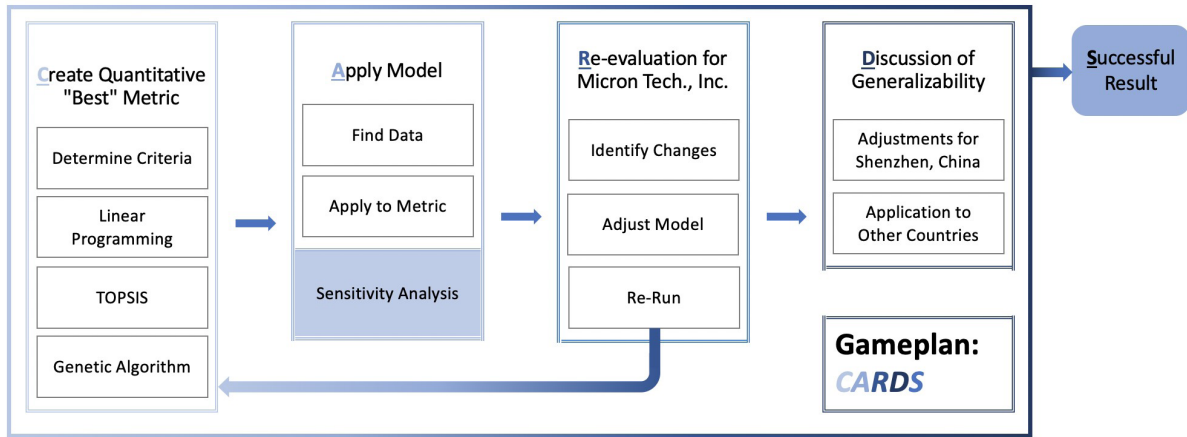 Create Quantitative
"Best" Metric
Determine Criteria
Linear
Programming
TOPSIS
Genetic Algorithm
Apply Model
Find Data
Apply to Metric
Sensitivity Analysis
Re-evaluation for
Micron Tech., Inc.
Identify Changes
Adjust Model
Re-Run
Discussion of
Generalizability
Adjustments for
Shenzhen, China
Application to
Other Countries
Gameplan:
CARDS
Successful
Result